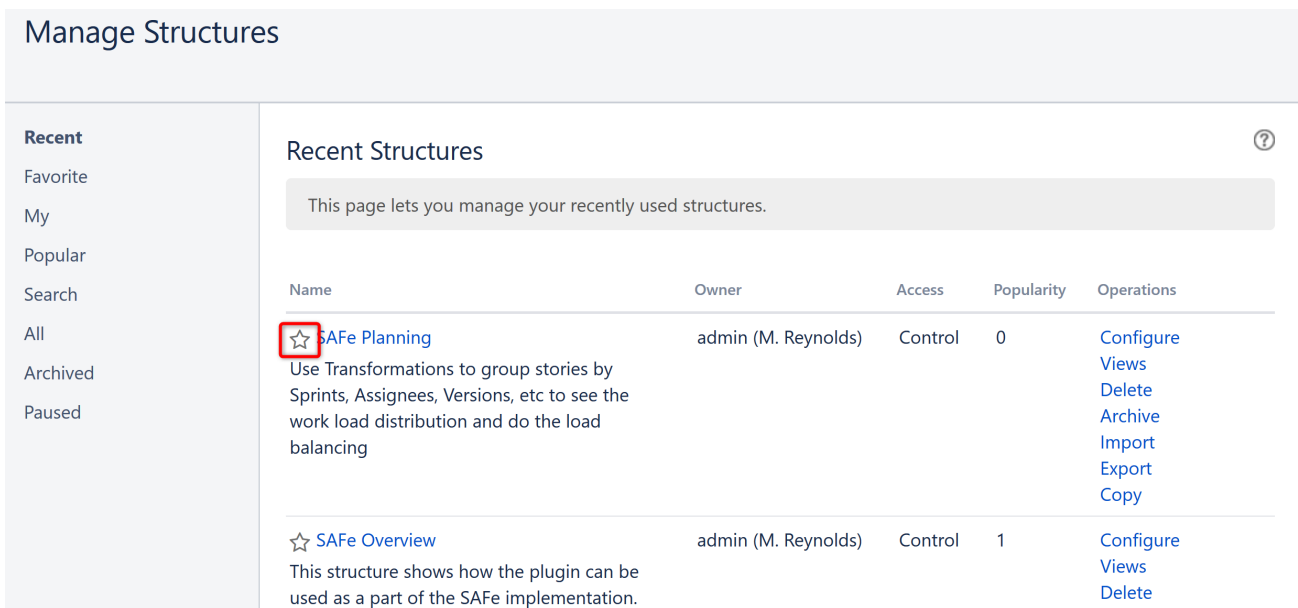 Manage Structures
Recent
Favorite
My
Popular
Search
All
Archived
Paused
Recent Structures
?
This page lets you manage your recently used structures.
Name Owner Access Popularity Operations
SAFe Planning admin (M. Reynolds) Control 0 Configure
Use Transformations to group stories by Views
Sprints, Assignees, Versions, etc to see the Delete
work load distribution and do the load Archive
balancing Import
Export
Copy
SAFe Overview admin (M. Reynolds) Control 1 Configure
This structure shows how the plugin can be Views
used as a part of the SAFe implementation. Delete